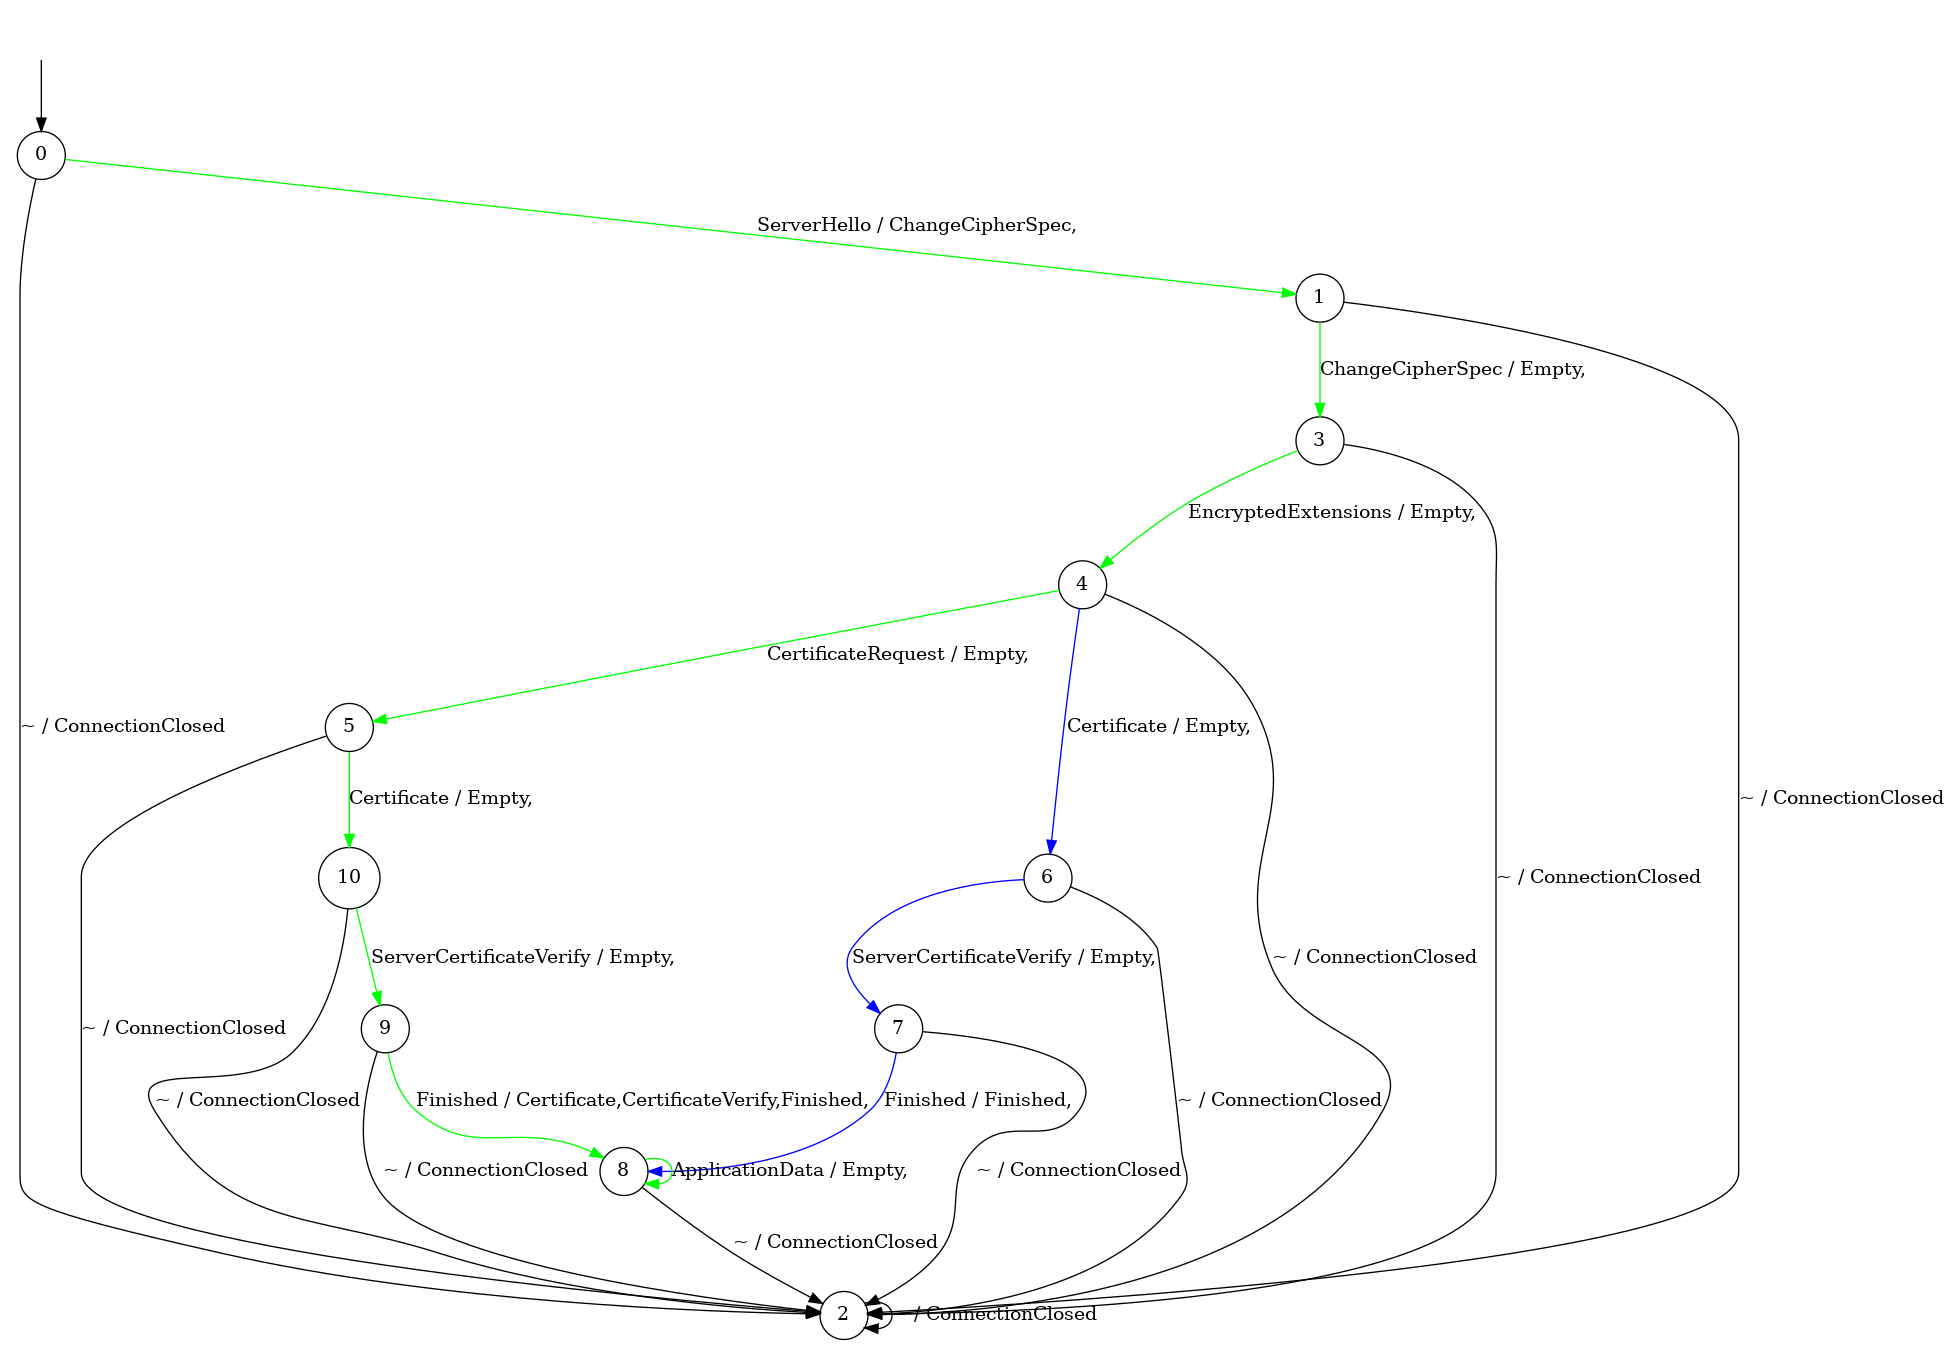 0
ServerHello / ChangeCipherSpec,
1
ChangeCipherSpec / Empty,
3
EncryptedExtensions / Empty,
4
CertificateRequest / Empty,
5
~ / ConnectionClosed
Certificate / Empty,
Certificate / Empty,
~ / ConnectionClosed
10
6
~ / ConnectionClosed
ServerCertificateVerify / Empty,
ServerCertificateVerify / Empty,
~ / ConnectionClosed
~ / ConnectionClosed
9
7
~ / ConnectionClosed
Finished / Certificate,CertificateVerify,Finished,
Finished / Finished,
~ / ConnectionClosed
~ / ConnectionClosed
8
ApplicationData / Empty,
~ / ConnectionClosed
~ / ConnectionClosed
2
/ ConnectionClosed